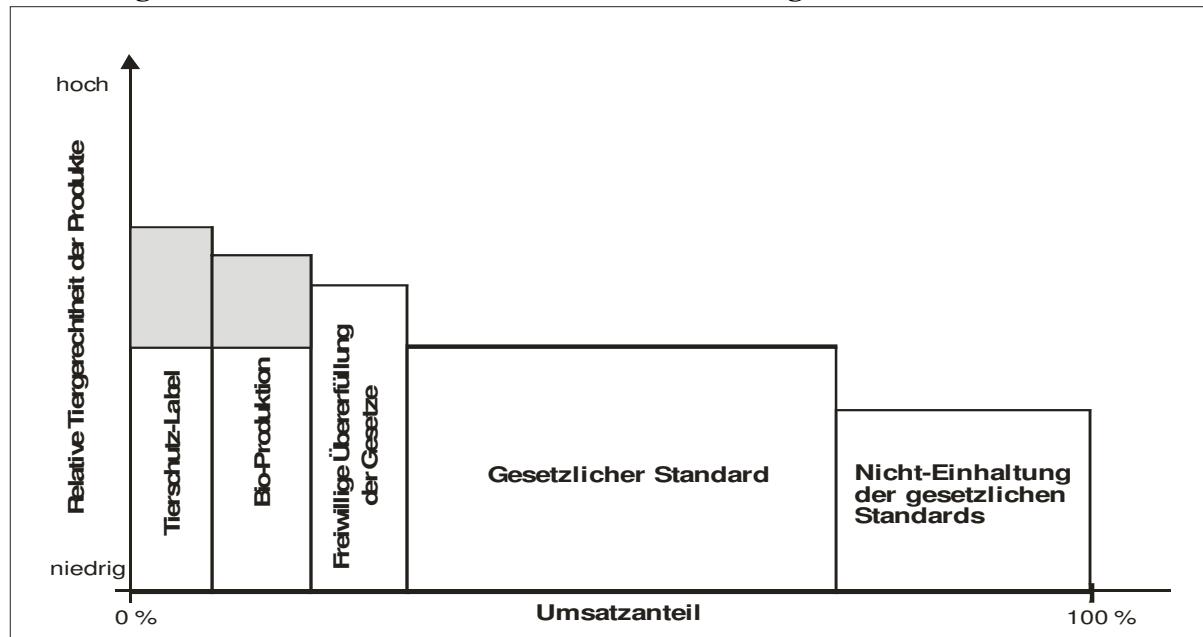 hoch
Relative Tiergerechtheit der Produkte
niedrig
Tierschutz-Label
Bio-Produktion
Freiwillige Übererfüllung
der Gesetze
Gesetzlicher Standard
Nicht-Einhaltung
der gesetzlichen
Standards
0 %
Umsatzanteil
100 %